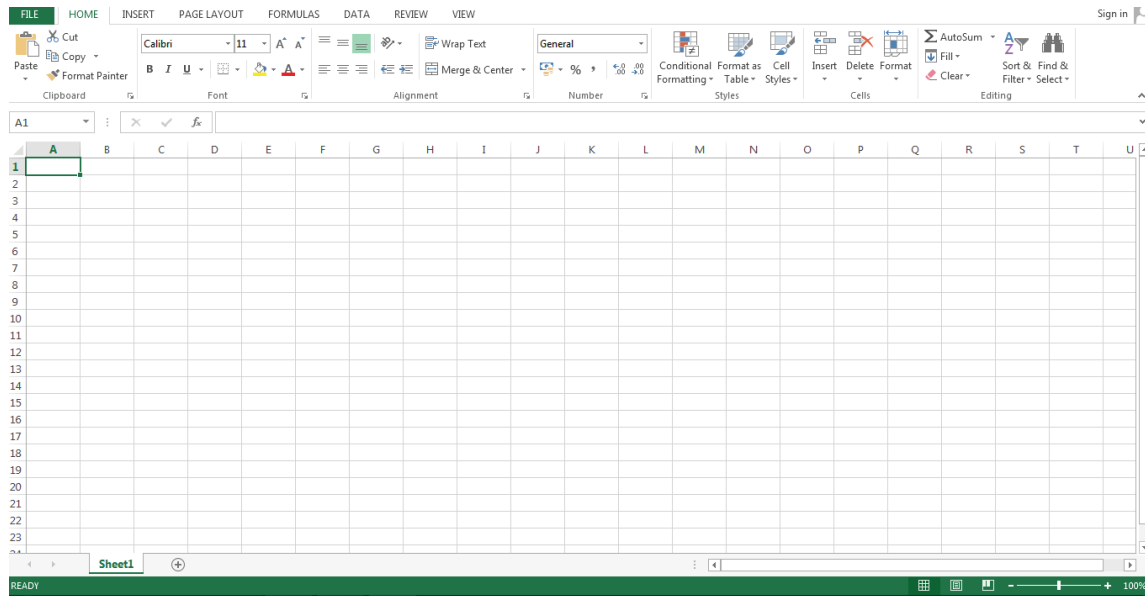 FILE HOME INSERT PAGE LAYOUT FORMULAS DATA REVIEW VIEW Sign in
Paste
Cut
Copy
Format Painter
Clipboard
Calibri 11
B I U A
Font
Wrap Text
Merge & Center
Alignment
General
% ,
Number
Conditional Formatting
Format as Table
Cell Styles
Styles
Insert Delete Format
Cells
AutoSum
Fill
Clear
Sort & Filter
Find & Select
Editing
A1 fx
A B C D E F G H I J K L M N O P Q R S T U
1
2
3
4
5
6
7
8
9
10
11
12
13
14
15
16
17
18
19
20
21
22
23
Sheet1
READY 100%